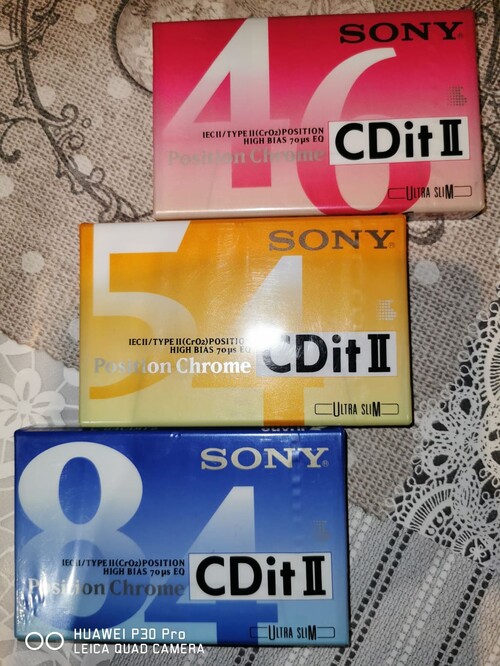 46
SONY
IECII/TYPE II(CrO2)POSITION
HIGH BIAS 70μs EQ
Position Chrome
CDit II
ULTRA SLIM
54
SONY
IECII/TYPE II(CrO2)POSITION
HIGH BIAS 70μs EQ
Position Chrome
CDit II
ULTRA SLIM
84
SONY
IECII/TYPE II(CrO2)POSITION
HIGH BIAS 70μs EQ
Position Chrome
CDit II
ULTRA SLIM
HUAWEI P30 Pro
LEICA QUAD CAMERA